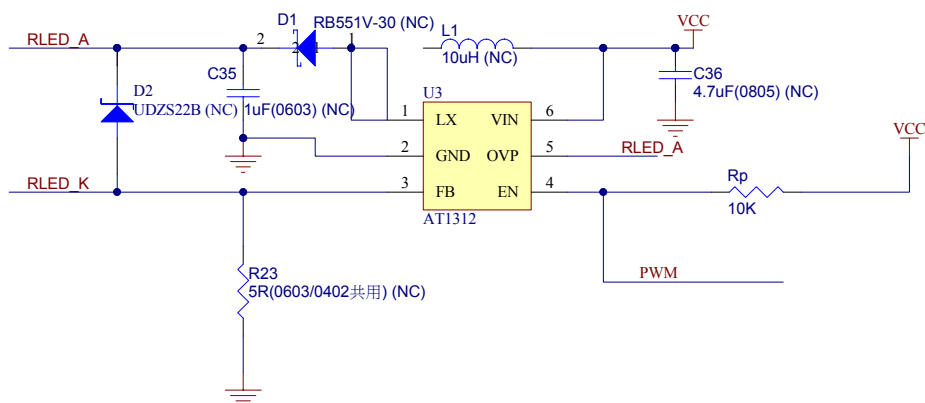 D1
RB551V-30 (NC)
L1
10uH (NC)
VCC
RLED_A
2
2
1
1
C35
1uF(0603) (NC)
C36
4.7uF(0805) (NC)
D2
UDZS22B (NC)
U3
1 LX VIN 6
2 GND OVP 5 RLED_A
3 FB EN 4
AT1312
VCC
RLED_K
Rp
10K
PWM
R23
5R(0603/0402共用) (NC)